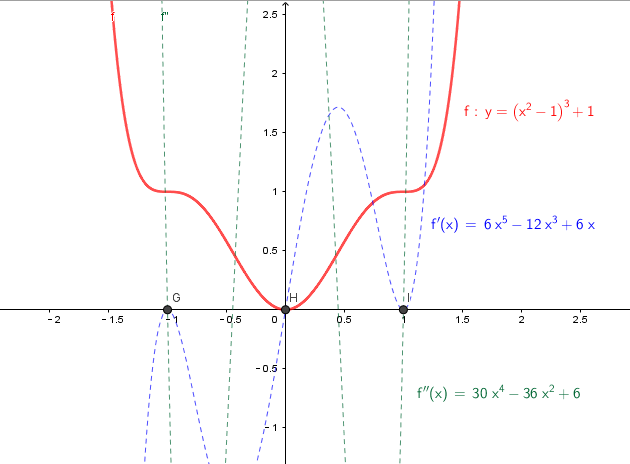 f f''
2.5
2
f : y = (x² − 1)³ + 1
1.5
1
f′(x) = 6 x⁵ − 12 x³ + 6 x
0.5
G H I
−2 −1.5 −1 −0.5 0 0.5 1 1.5 2 2.5
−0.5
f″(x) = 30 x⁴ − 36 x² + 6
−1